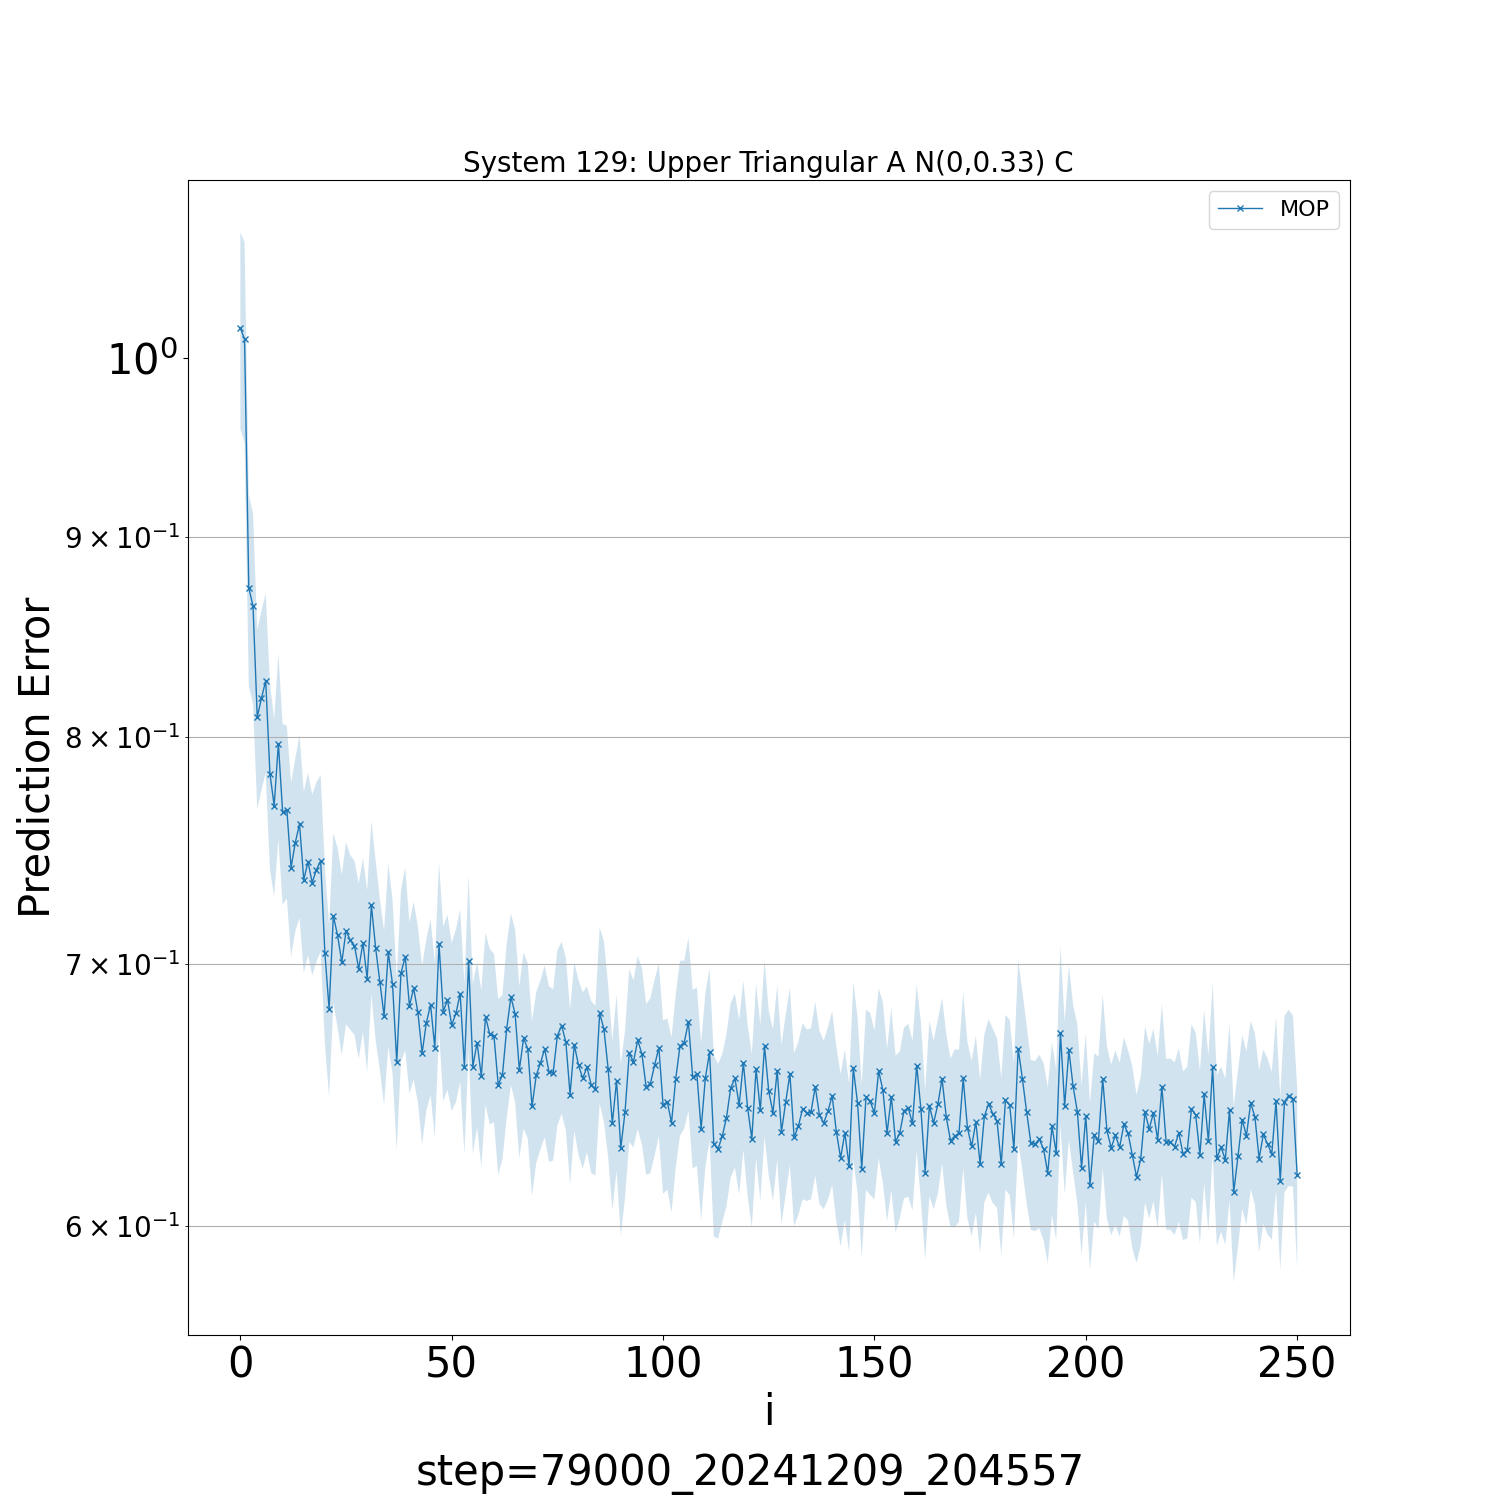 System 129: Upper Triangular A N(0,0.33) C
MOP
10⁰
9 × 10⁻¹
8 × 10⁻¹
7 × 10⁻¹
6 × 10⁻¹
Prediction Error
0 50 100 150 200 250
i
step=79000_20241209_204557